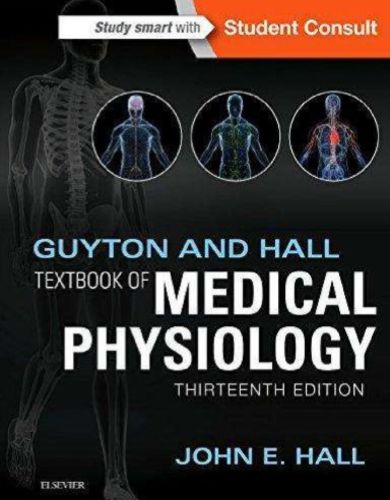 Study smart with Student Consult
GUYTON AND HALL
TEXTBOOK OF MEDICAL
PHYSIOLOGY
THIRTEENTH EDITION
JOHN E. HALL
ELSEVIER